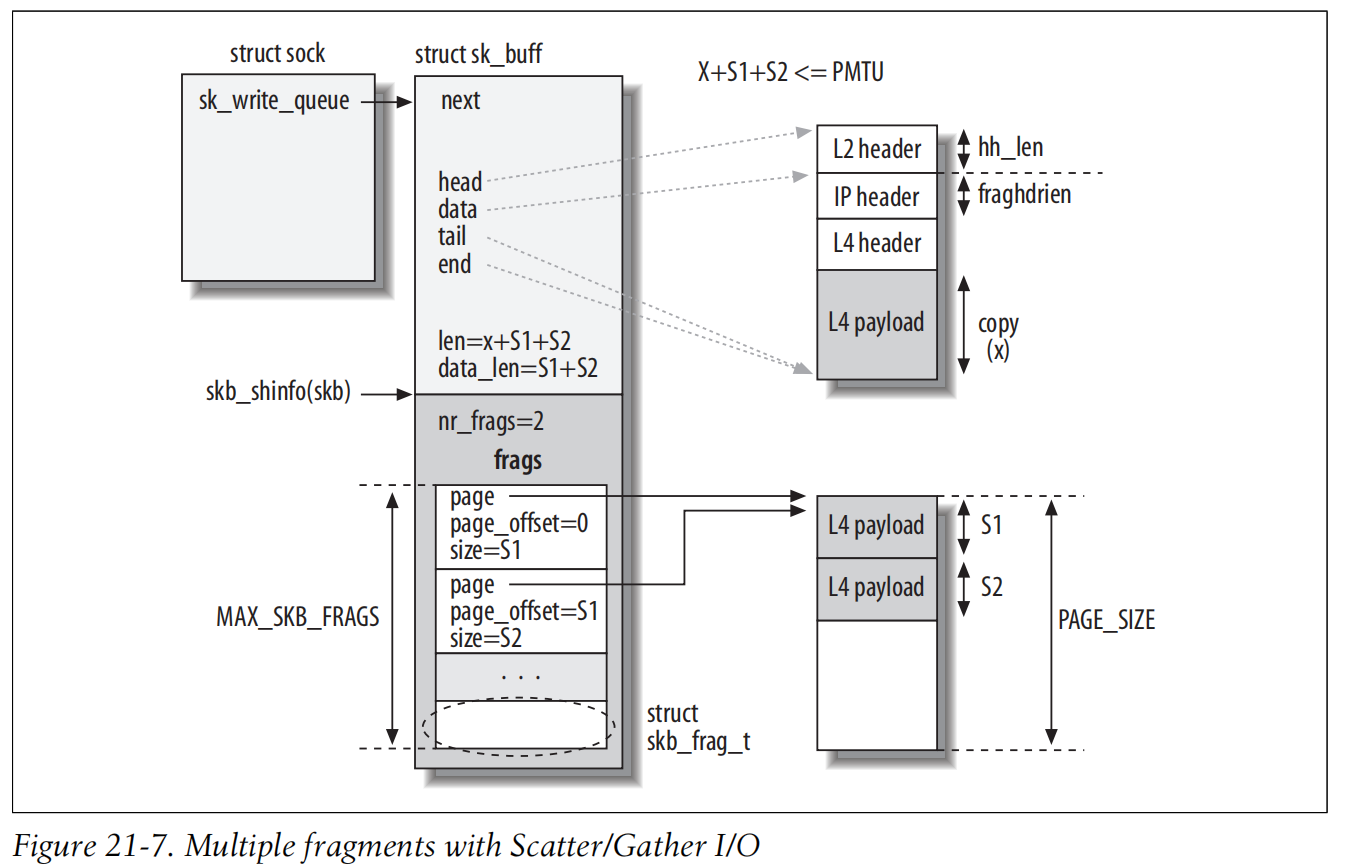 struct sock
sk_write_queue
struct sk_buff
next
head
data
tail
end
len=x+S1+S2
data_len=S1+S2
skb_shinfo(skb)
nr_frags=2
frags
page
page_offset=0
size=S1
page
page_offset=S1
size=S2
. . .
MAX_SKB_FRAGS
struct
skb_frag_t
X+S1+S2 <= PMTU
L2 header
hh_len
IP header
fraghdrien
L4 header
L4 payload
copy
(x)
L4 payload
S1
L4 payload
S2
PAGE_SIZE
Figure 21-7. Multiple fragments with Scatter/Gather I/O